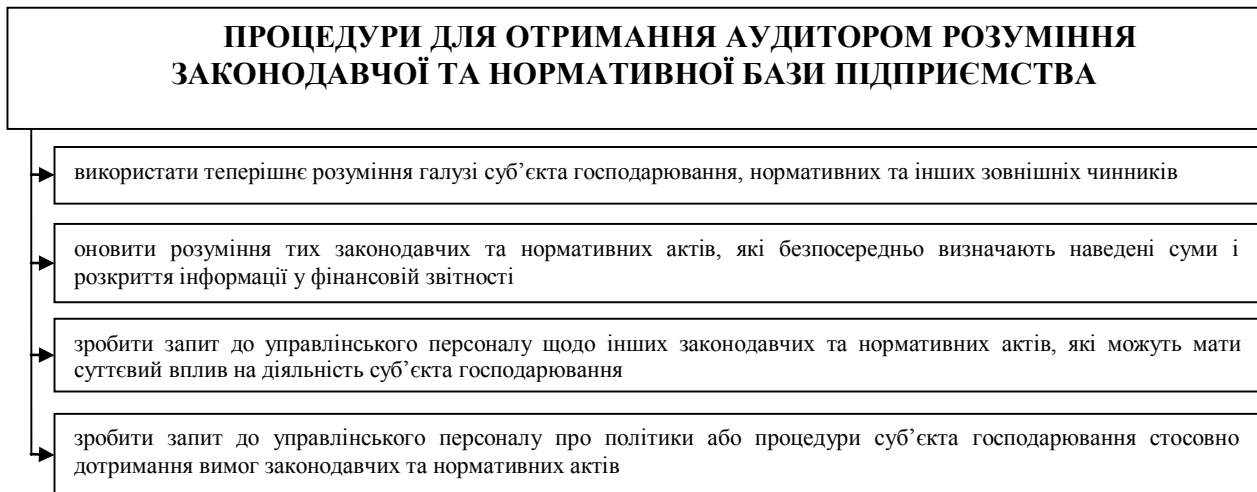 ПРОЦЕДУРИ ДЛЯ ОТРИМАННЯ АУДИТОРОМ РОЗУМІННЯ
ЗАКОНОДАВЧОЇ ТА НОРМАТИВНОЇ БАЗИ ПІДПРИЄМСТВА
використати теперішнє розуміння галузі суб’єкта господарювання, нормативних та інших зовнішніх чинників
оновити розуміння тих законодавчих та нормативних актів, які безпосередньо визначають наведені суми і
розкриття інформації у фінансовій звітності
зробити запит до управлінського персоналу щодо інших законодавчих та нормативних актів, які можуть мати
суттєвий вплив на діяльність суб’єкта господарювання
зробити запит до управлінського персоналу про політики або процедури суб’єкта господарювання стосовно
дотримання вимог законодавчих та нормативних актів